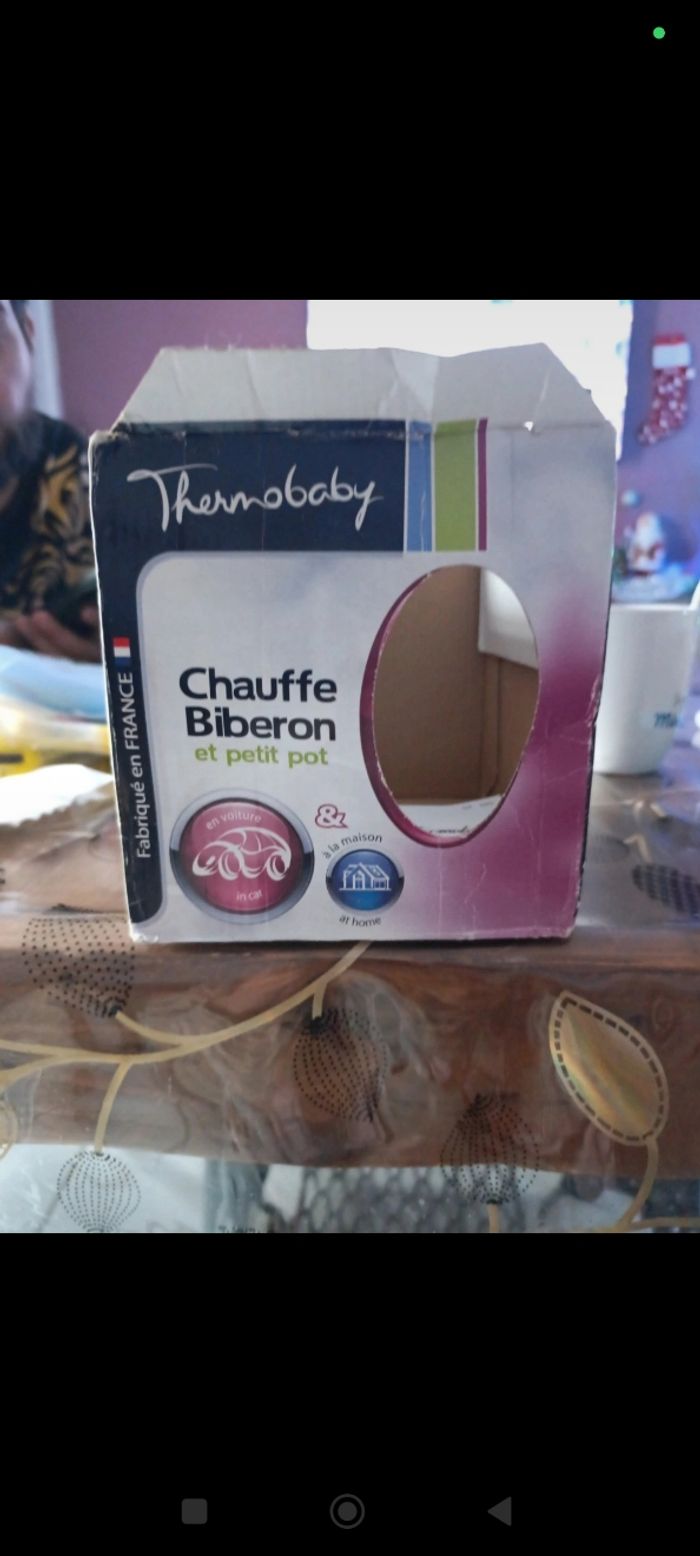 Thermobaby
Fabriqué en FRANCE
Chauffe
Biberon
et petit pot
en voiture
in car
&
à la maison
at home